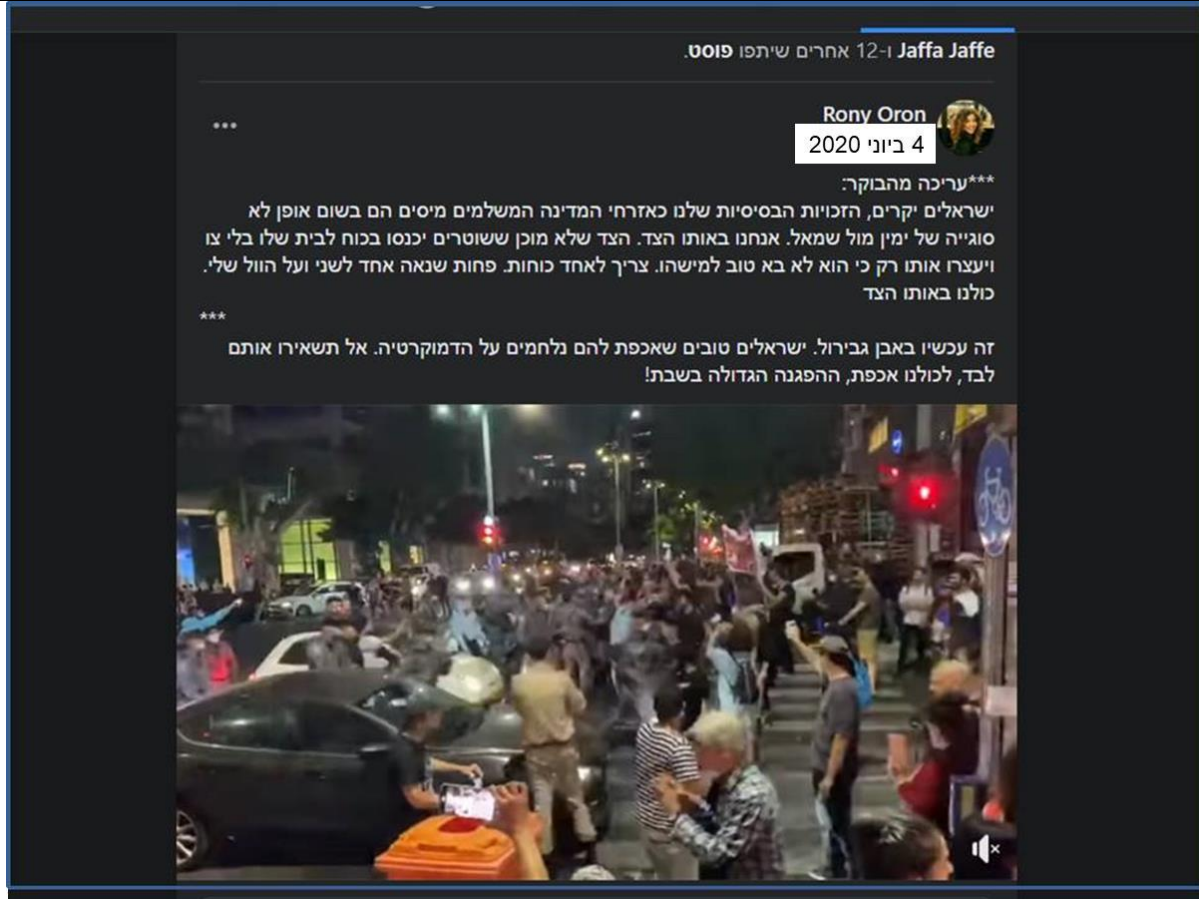 Jaffa Jaffe ו-12 אחרים שיתפו פוסט.
Rony Oron
4 ביוני 2020
***עריכה מהבוקר:
ישראלים יקרים, הזכויות הבסיסיות שלנו כאזרחי המדינה המשלמים מיסים הם בשום אופן לא
סוגייה של ימין מול שמאל. אנחנו באותו הצד. הצד שלא מוכן ששוטרים יכנסו בכוח לבית שלו בלי צו
ויעצרו אותו רק כי הוא לא בא טוב למישהו. צריך לאחד כוחות. פחות שנאה אחד לשני ועל הוול שלי.
כולנו באותו הצד
***
זה עכשיו באבן גבירול. ישראלים טובים שאכפת להם נלחמים על הדמוקרטיה. אל תשאירו אותם
לבד, לכולנו אכפת, ההפגנה הגדולה בשבת!